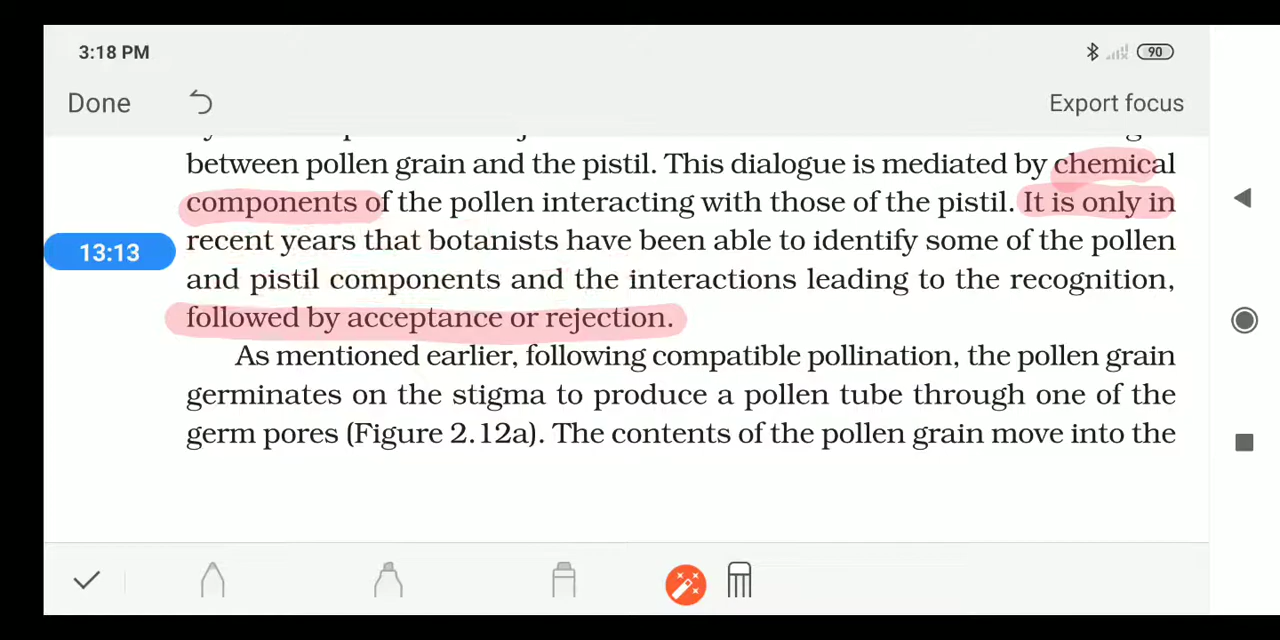 3:18 PM
90
Done
Export focus
between pollen grain and the pistil. This dialogue is mediated by chemical
components of the pollen interacting with those of the pistil. It is only in
13:13
recent years that botanists have been able to identify some of the pollen
and pistil components and the interactions leading to the recognition,
followed by acceptance or rejection.
As mentioned earlier, following compatible pollination, the pollen grain
germinates on the stigma to produce a pollen tube through one of the
germ pores (Figure 2.12a). The contents of the pollen grain move into the